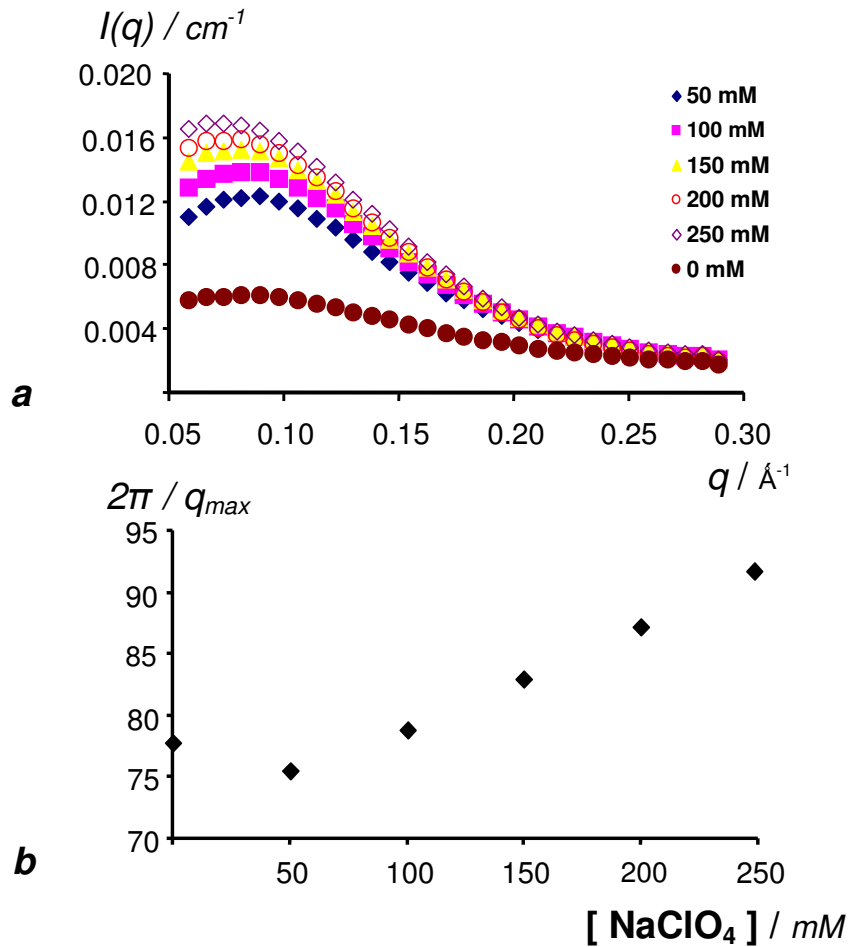 I(q) / cm⁻¹
0.020
0.016
0.012
0.008
0.004
50 mM
100 mM
150 mM
200 mM
250 mM
0 mM
a
0.05 0.10 0.15 0.20 0.25 0.30
q / Å⁻¹
2π / q_max
95
90
85
80
75
70
b
50 100 150 200 250
[ NaClO₄ ] / mM